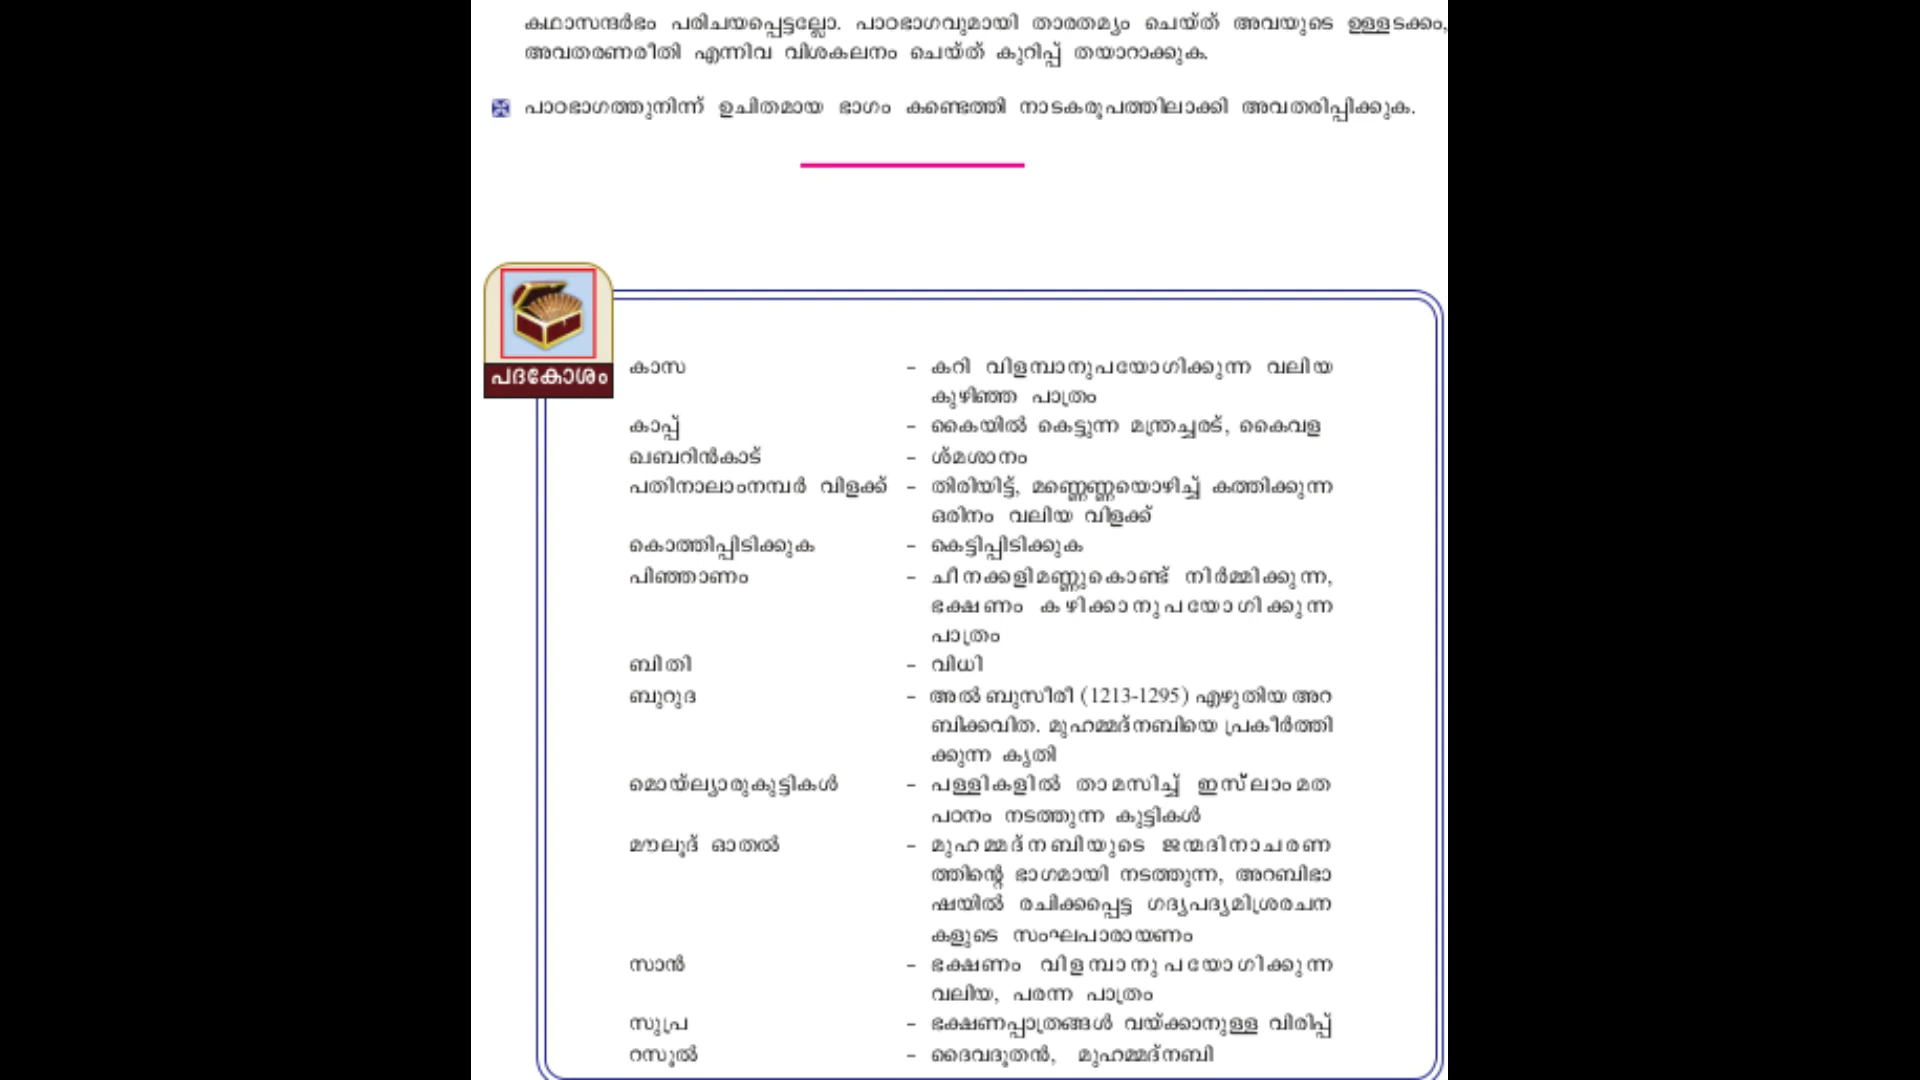 കഥാസന്ദർഭം പരിചയപ്പെട്ടല്ലോ. പാഠഭാഗവുമായി താരതമ്യം ചെയ്ത് അവയുടെ ഉള്ളടക്കം,
അവതരണരീതി എന്നിവ വിശകലനം ചെയ്ത് കുറിപ്പ് തയാറാക്കുക.
പാഠഭാഗത്തുനിന്ന് ഉചിതമായ ഭാഗം കണ്ടെത്തി നാടകരൂപത്തിലാക്കി അവതരിപ്പിക്കുക.
പദകോശം
കാസ – കറി വിളമ്പാനുപയോഗിക്കുന്ന വലിയ
കുഴിഞ്ഞ പാത്രം
കാപ്പ് – കൈയിൽ കെട്ടുന്ന മന്ത്രച്ചരട്, കൈവള
ഖബറിൻകാട് – ശ്മശാനം
പതിനാലാംനമ്പർ വിളക്ക് – തിരിയിട്ട്, മണ്ണെണ്ണയൊഴിച്ച് കത്തിക്കുന്ന
ഒരിനം വലിയ വിളക്ക്
കൊത്തിപ്പിടിക്കുക – കെട്ടിപ്പിടിക്കുക
പിഞ്ഞാണം – ചീനക്കളിമണ്ണുകൊണ്ട് നിർമ്മിക്കുന്ന,
ഭക്ഷണം കഴിക്കാനുപയോഗിക്കുന്ന
പാത്രം
ബിതി – വിധി
ബുറുദ – അൽ ബുസീരീ (1213-1295) എഴുതിയ അറ
ബിക്കവിത. മുഹമ്മദ്നബിയെ പ്രകീർത്തി
ക്കുന്ന കൃതി
മൊയ്ല്യാരുകുട്ടികൾ – പള്ളികളിൽ താമസിച്ച് ഇസ്‌ലാംമത
പഠനം നടത്തുന്ന കുട്ടികൾ
മൗലൂദ് ഓതൽ – മുഹമ്മദ്നബിയുടെ ജന്മദിനാചരണ
ത്തിന്റെ ഭാഗമായി നടത്തുന്ന, അറബിഭാ
ഷയിൽ രചിക്കപ്പെട്ട ഗദ്യപദ്യമിശ്രരചന
കളുടെ സംഘപാരായണം
സാൻ – ഭക്ഷണം വിളമ്പാനുപയോഗിക്കുന്ന
വലിയ, പരന്ന പാത്രം
സുപ്ര – ഭക്ഷണപ്പാത്രങ്ങൾ വയ്ക്കാനുള്ള വിരിപ്പ്
റസൂൽ – ദൈവദൂതൻ, മുഹമ്മദ്നബി